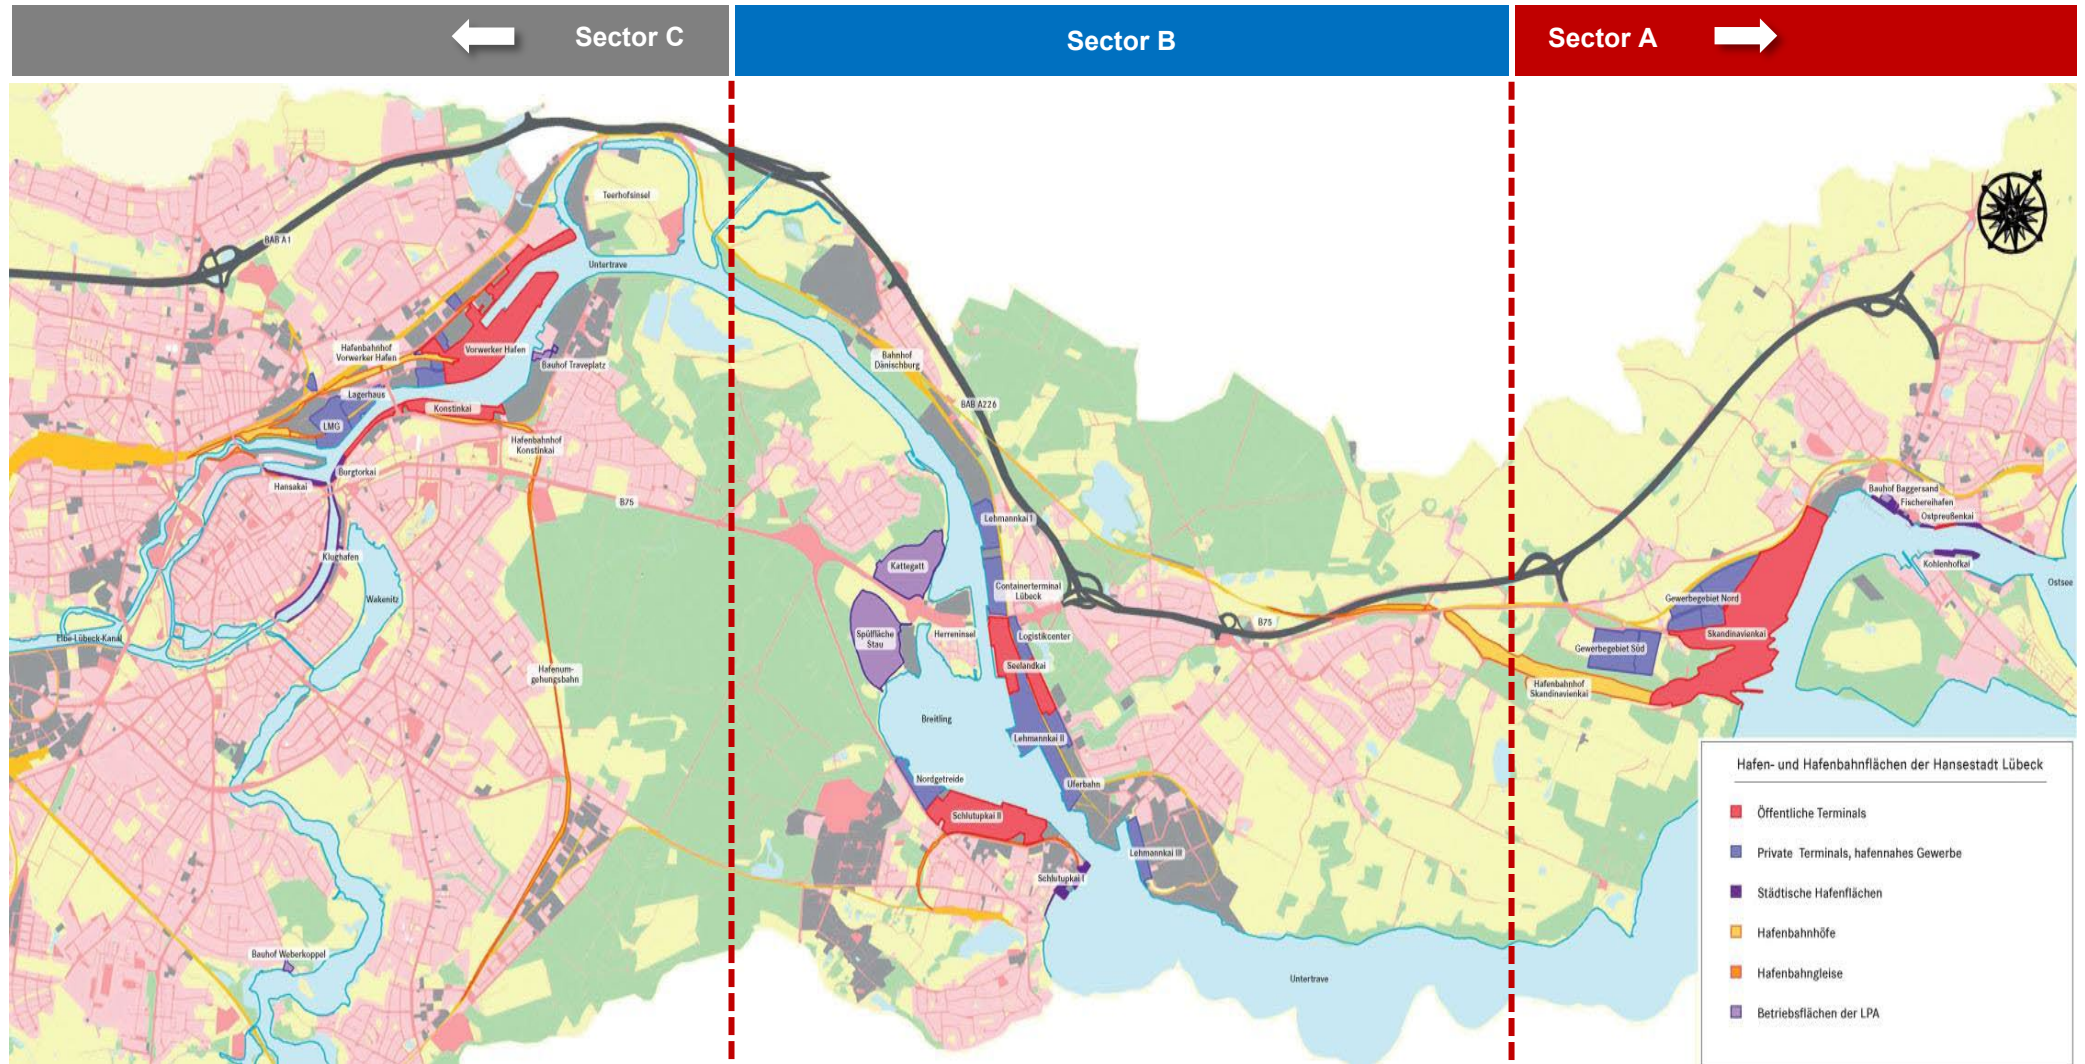 Sector C
Sector B
Sector A
Teerhofsinsel
BAB A1
Untertrave
Hafenbahnhof
Vorwerker Hafen
Vorwerker Hafen
Bauhof Traveplatz
Lagerhaus
Konstinkai
LMG
Hafenbahnhof
Konstinkai
Burgtorkai
Hansakai
B75
Klughafen
Wakenitz
Elbe-Lübeck-Kanal
Hafenum-
gehungsbahn
Bauhof Weberkoppel
Bahnhof
Dänischburg
BAB A226
Lehmannkai I
Kattegatt
Containerterminal
Lübeck
Spülfläche
Stau
Herreninsel
Logistikcenter
Seelandkai
B75
Breitling
Lehmannkai II
Nordgetreide
Uferbahn
Schlutupkai II
Lehmannkai III
Schlutupkai I
Untertrave
Bauhof Baggersand
Fischereihafen
Ostpreußenkai
Kohlenhofkai
Ostsee
Gewerbegebiet Nord
Skandinavienkai
Gewerbegebiet Süd
Hafenbahnhof
Skandinavienkai
Hafen- und Hafenbahnflächen der Hansestadt Lübeck
Öffentliche Terminals
Private Terminals, hafennahes Gewerbe
Städtische Hafenflächen
Hafenbahnhöfe
Hafenbahngleise
Betriebsflächen der LPA